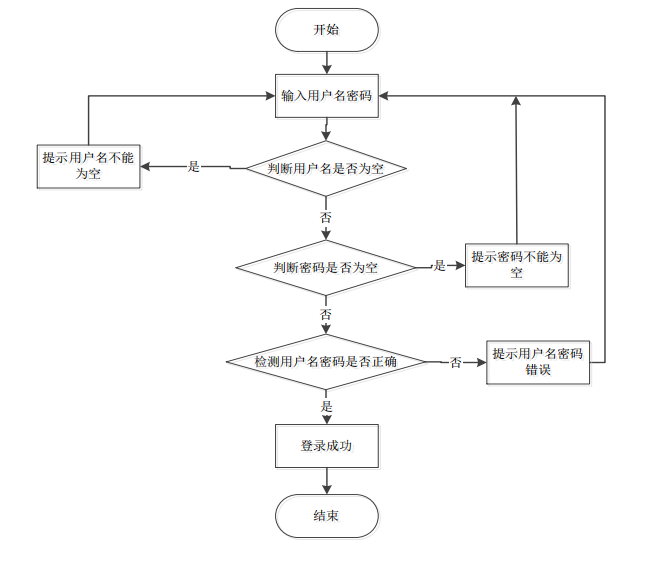 开始
输入用户名密码
提示用户名不能
为空
是
判断用户名是否为空
否
判断密码是否为空
是
提示密码不能为
空
否
检测用户名密码是否正确
否
提示用户名密码
错误
是
登录成功
结束